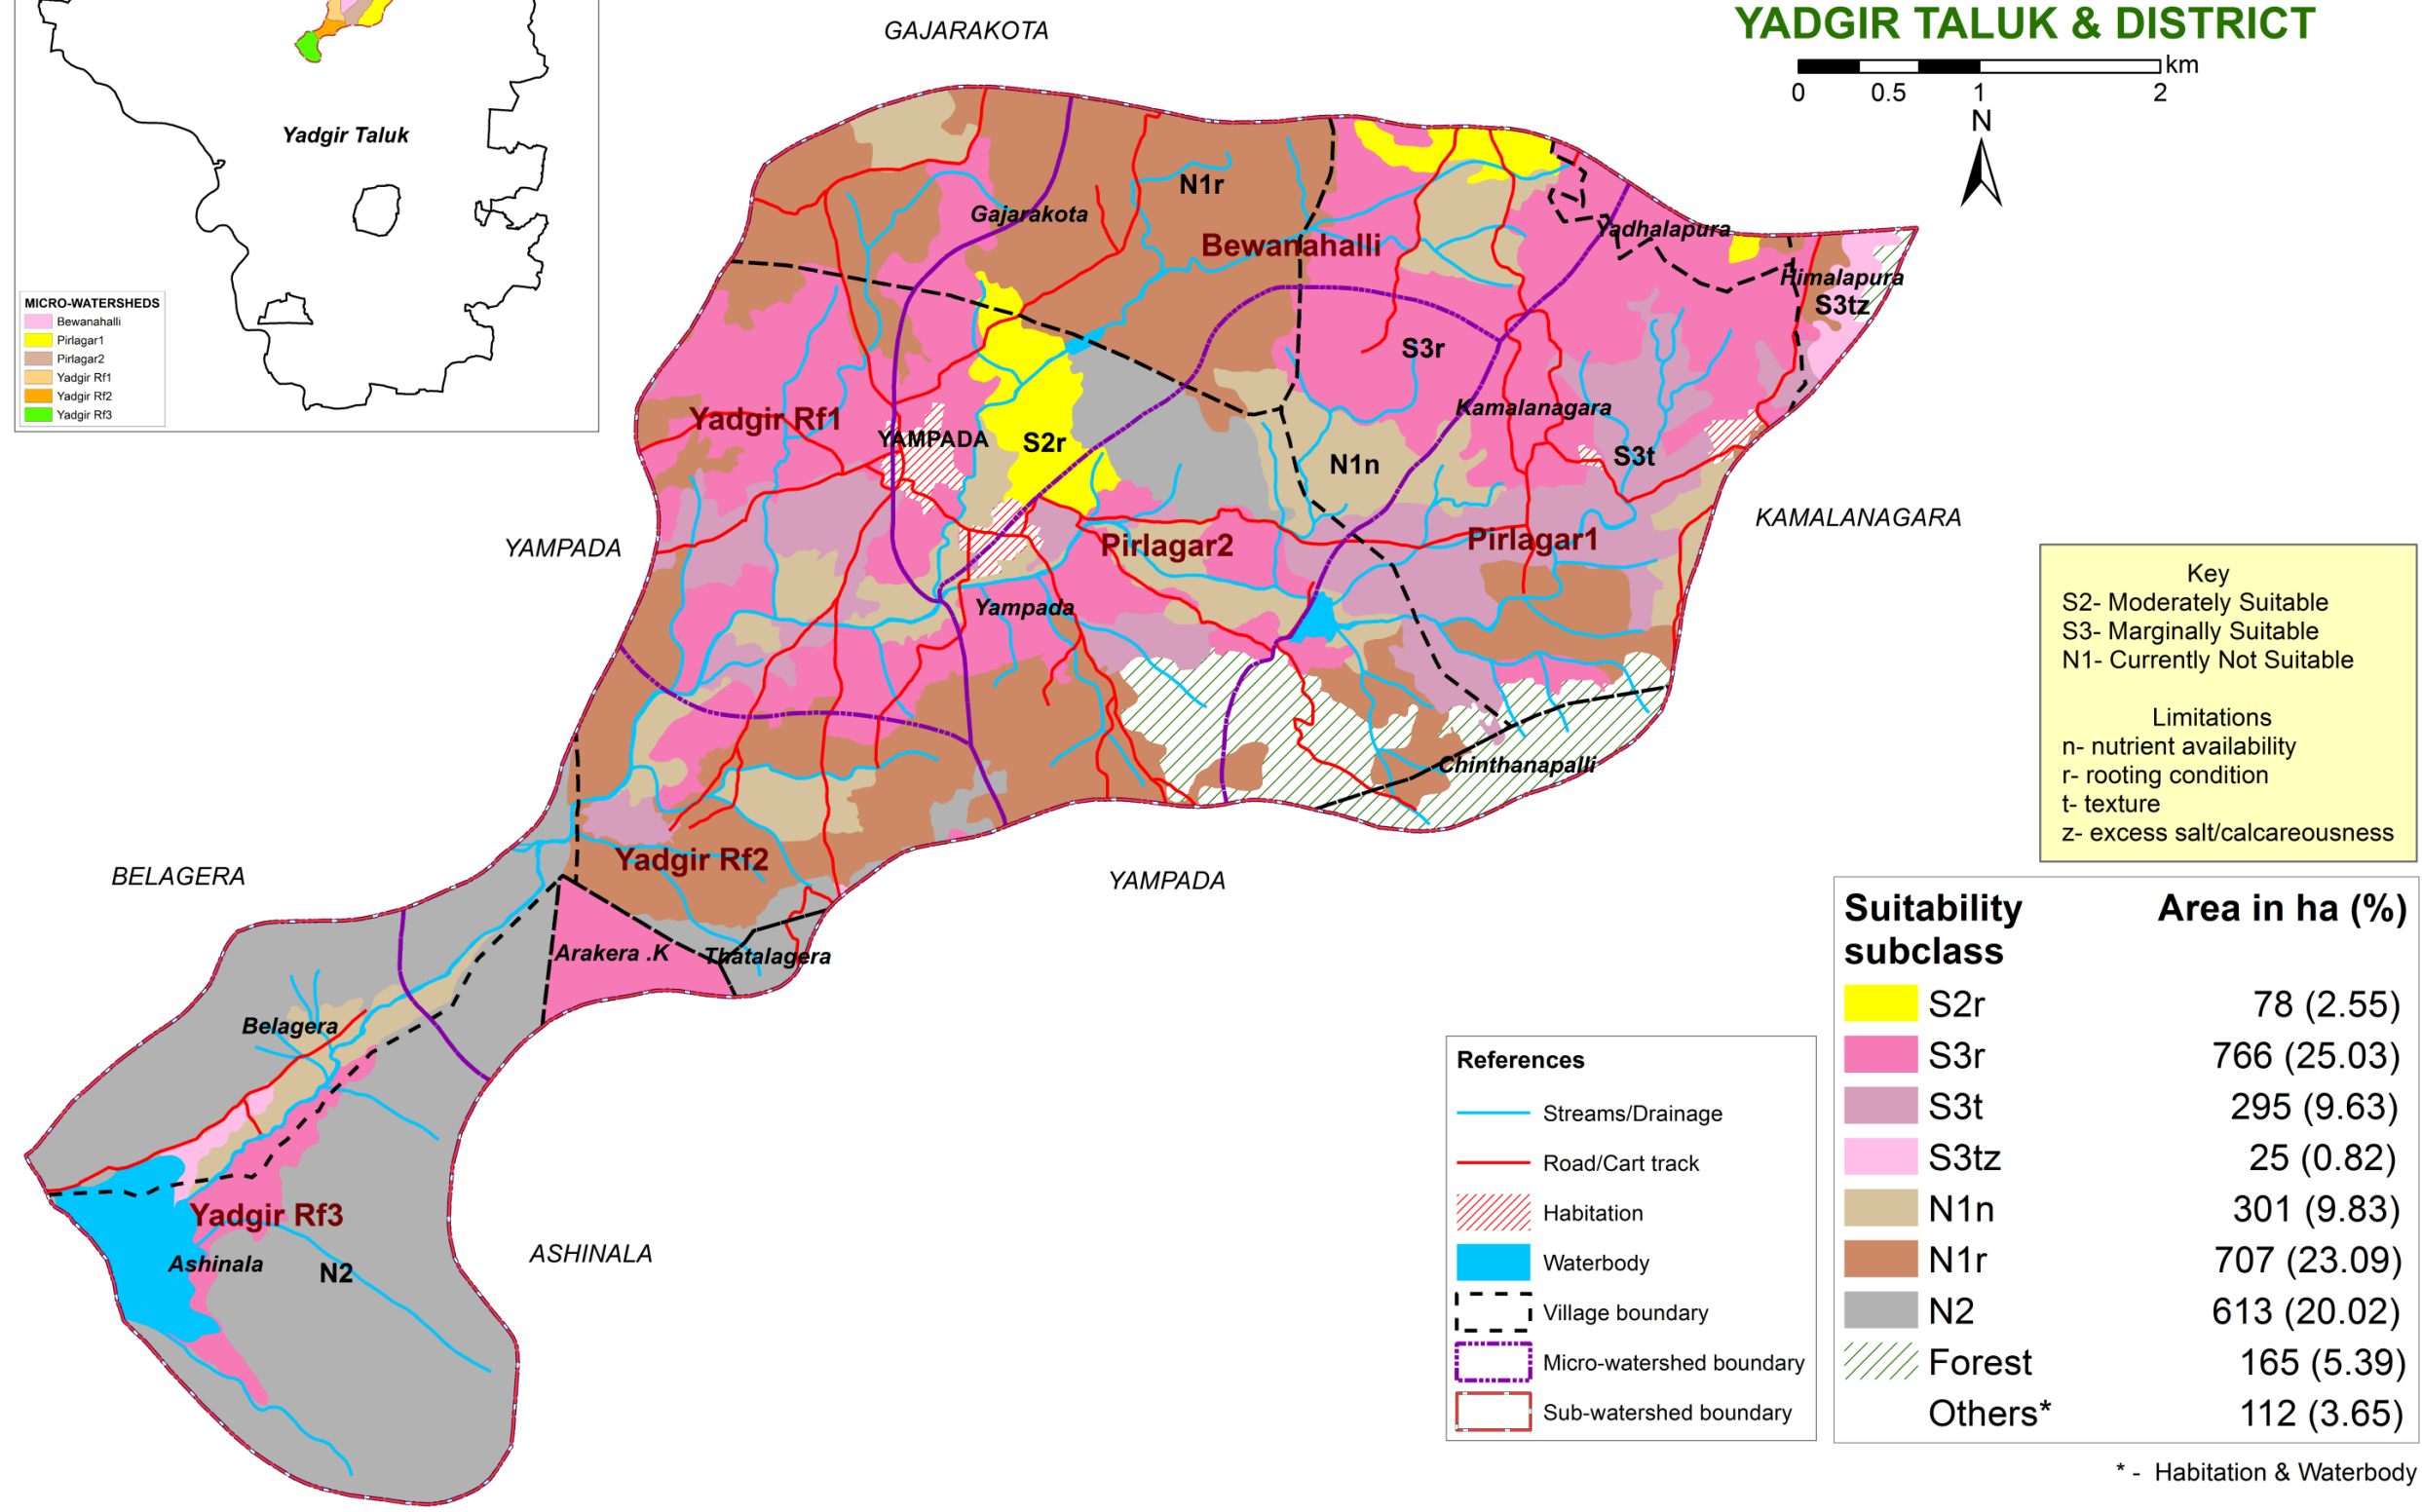 YADGIR TALUK & DISTRICT
km
0 0.5 1 2
N
Yadgir Taluk
MICRO-WATERSHEDS
Bewanahalli
Pirlagar1
Pirlagar2
Yadgir Rf1
Yadgir Rf2
Yadgir Rf3
GAJARAKOTA
N1r
Gajarakota
Bewanahalli
Yadhalapura
Himalapura
S3tz
S3r
Kamalanagara
Yadgir Rf1
YAMPADA
S2r
N1n
S3t
KAMALANAGARA
YAMPADA
Pirlagar2
Pirlagar1
Yampada
Chinthanapalli
Yadgir Rf2
BELAGERA
YAMPADA
Arakera .K
Thatalagera
Belagera
Yadgir Rf3
Ashinala
N2
ASHINALA
Key
S2- Moderately Suitable
S3- Marginally Suitable
N1- Currently Not Suitable
Limitations
n- nutrient availability
r- rooting condition
t- texture
z- excess salt/calcareousness
References
Streams/Drainage
Road/Cart track
Habitation
Waterbody
Village boundary
Micro-watershed boundary
Sub-watershed boundary
Suitability Area in ha (%)
subclass
S2r 78 (2.55)
S3r 766 (25.03)
S3t 295 (9.63)
S3tz 25 (0.82)
N1n 301 (9.83)
N1r 707 (23.09)
N2 613 (20.02)
Forest 165 (5.39)
Others* 112 (3.65)
* - Habitation & Waterbody